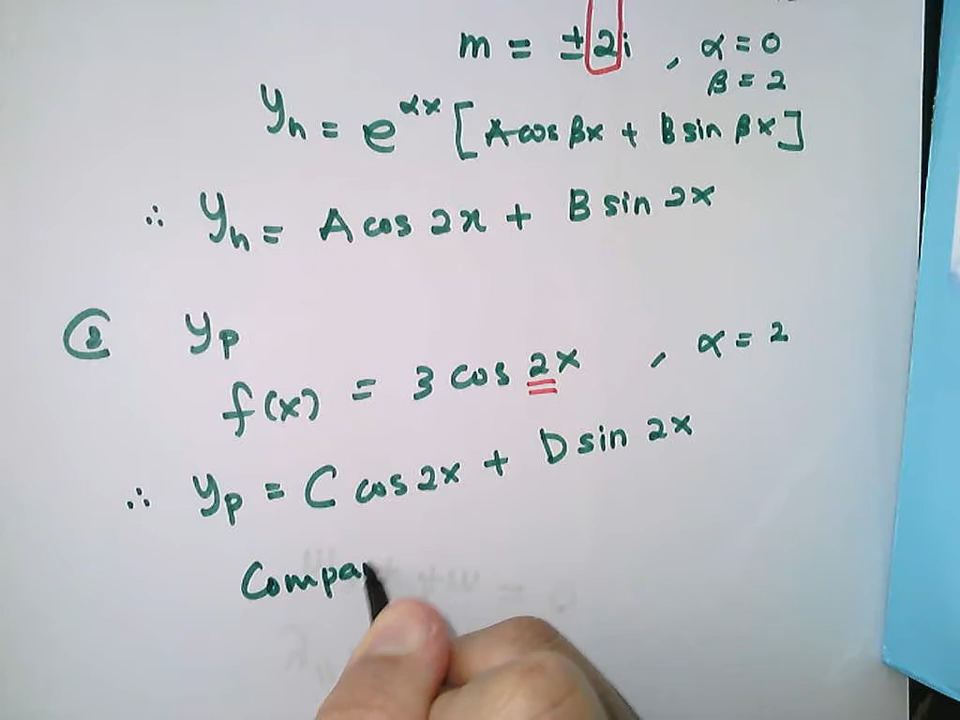 m = ±2i , α = 0
β = 2
yₕ = e^αx [A cos βx + B sin βx]
∴ yₕ = A cos 2x + B sin 2x
② yₚ
f(x) = 3 cos 2x , α = 2
∴ yₚ = C cos 2x + D sin 2x
Compa